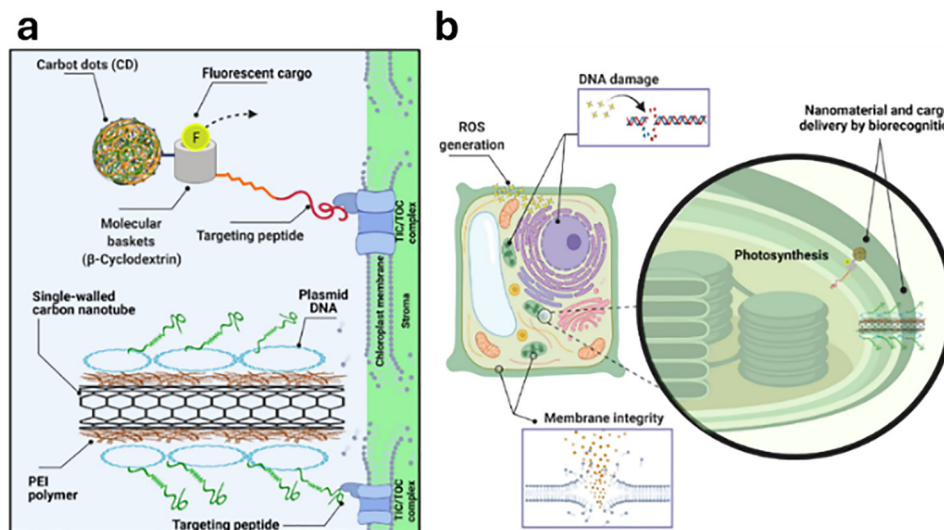 a
Carbot dots (CD)
Fluorescent cargo
F
Molecular
baskets
(β-Cyclodextrin)
Targeting peptide
TIC/TOC
complex
Chloroplast membrane
Stroma
Single-walled
carbon nanotube
Plasmid
DNA
PEI
polymer
Targeting peptide
TIC/TOC
complex
b
DNA damage
ROS
generation
Nanomaterial and cargo
delivery by biorecognitio
Photosynthesis
Membrane integrity